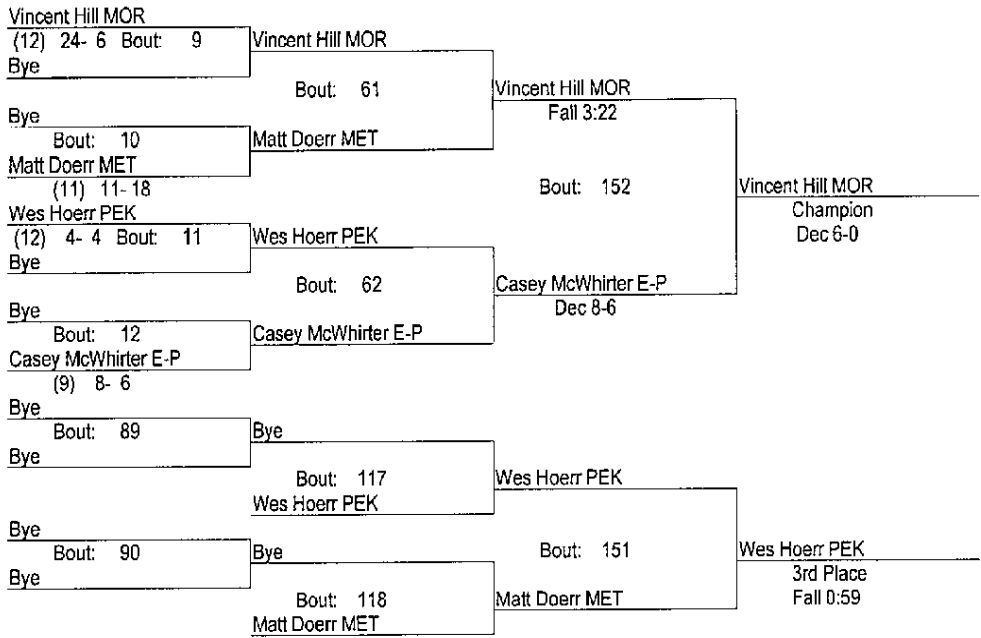 Vincent Hill MOR
(12) 24- 6 Bout: 9
Bye
Vincent Hill MOR
Bout: 61
Vincent Hill MOR
Fall 3:22
Bye
Bout: 10
Matt Doerr MET
Matt Doerr MET
(11) 11- 18
Bout: 152
Vincent Hill MOR
Champion
Dec 6-0
Wes Hoerr PEK
(12) 4- 4 Bout: 11
Bye
Wes Hoerr PEK
Bout: 62
Casey McWhirter E-P
Dec 8-6
Bye
Bout: 12
Casey McWhirter E-P
Casey McWhirter E-P
(9) 8- 6
Bye
Bout: 89
Bye
Bye
Bout: 117
Wes Hoerr PEK
Wes Hoerr PEK
Bye
Bout: 90
Bye
Bye
Bout: 151
Wes Hoerr PEK
3rd Place
Fall 0:59
Bout: 118
Matt Doerr MET
Matt Doerr MET